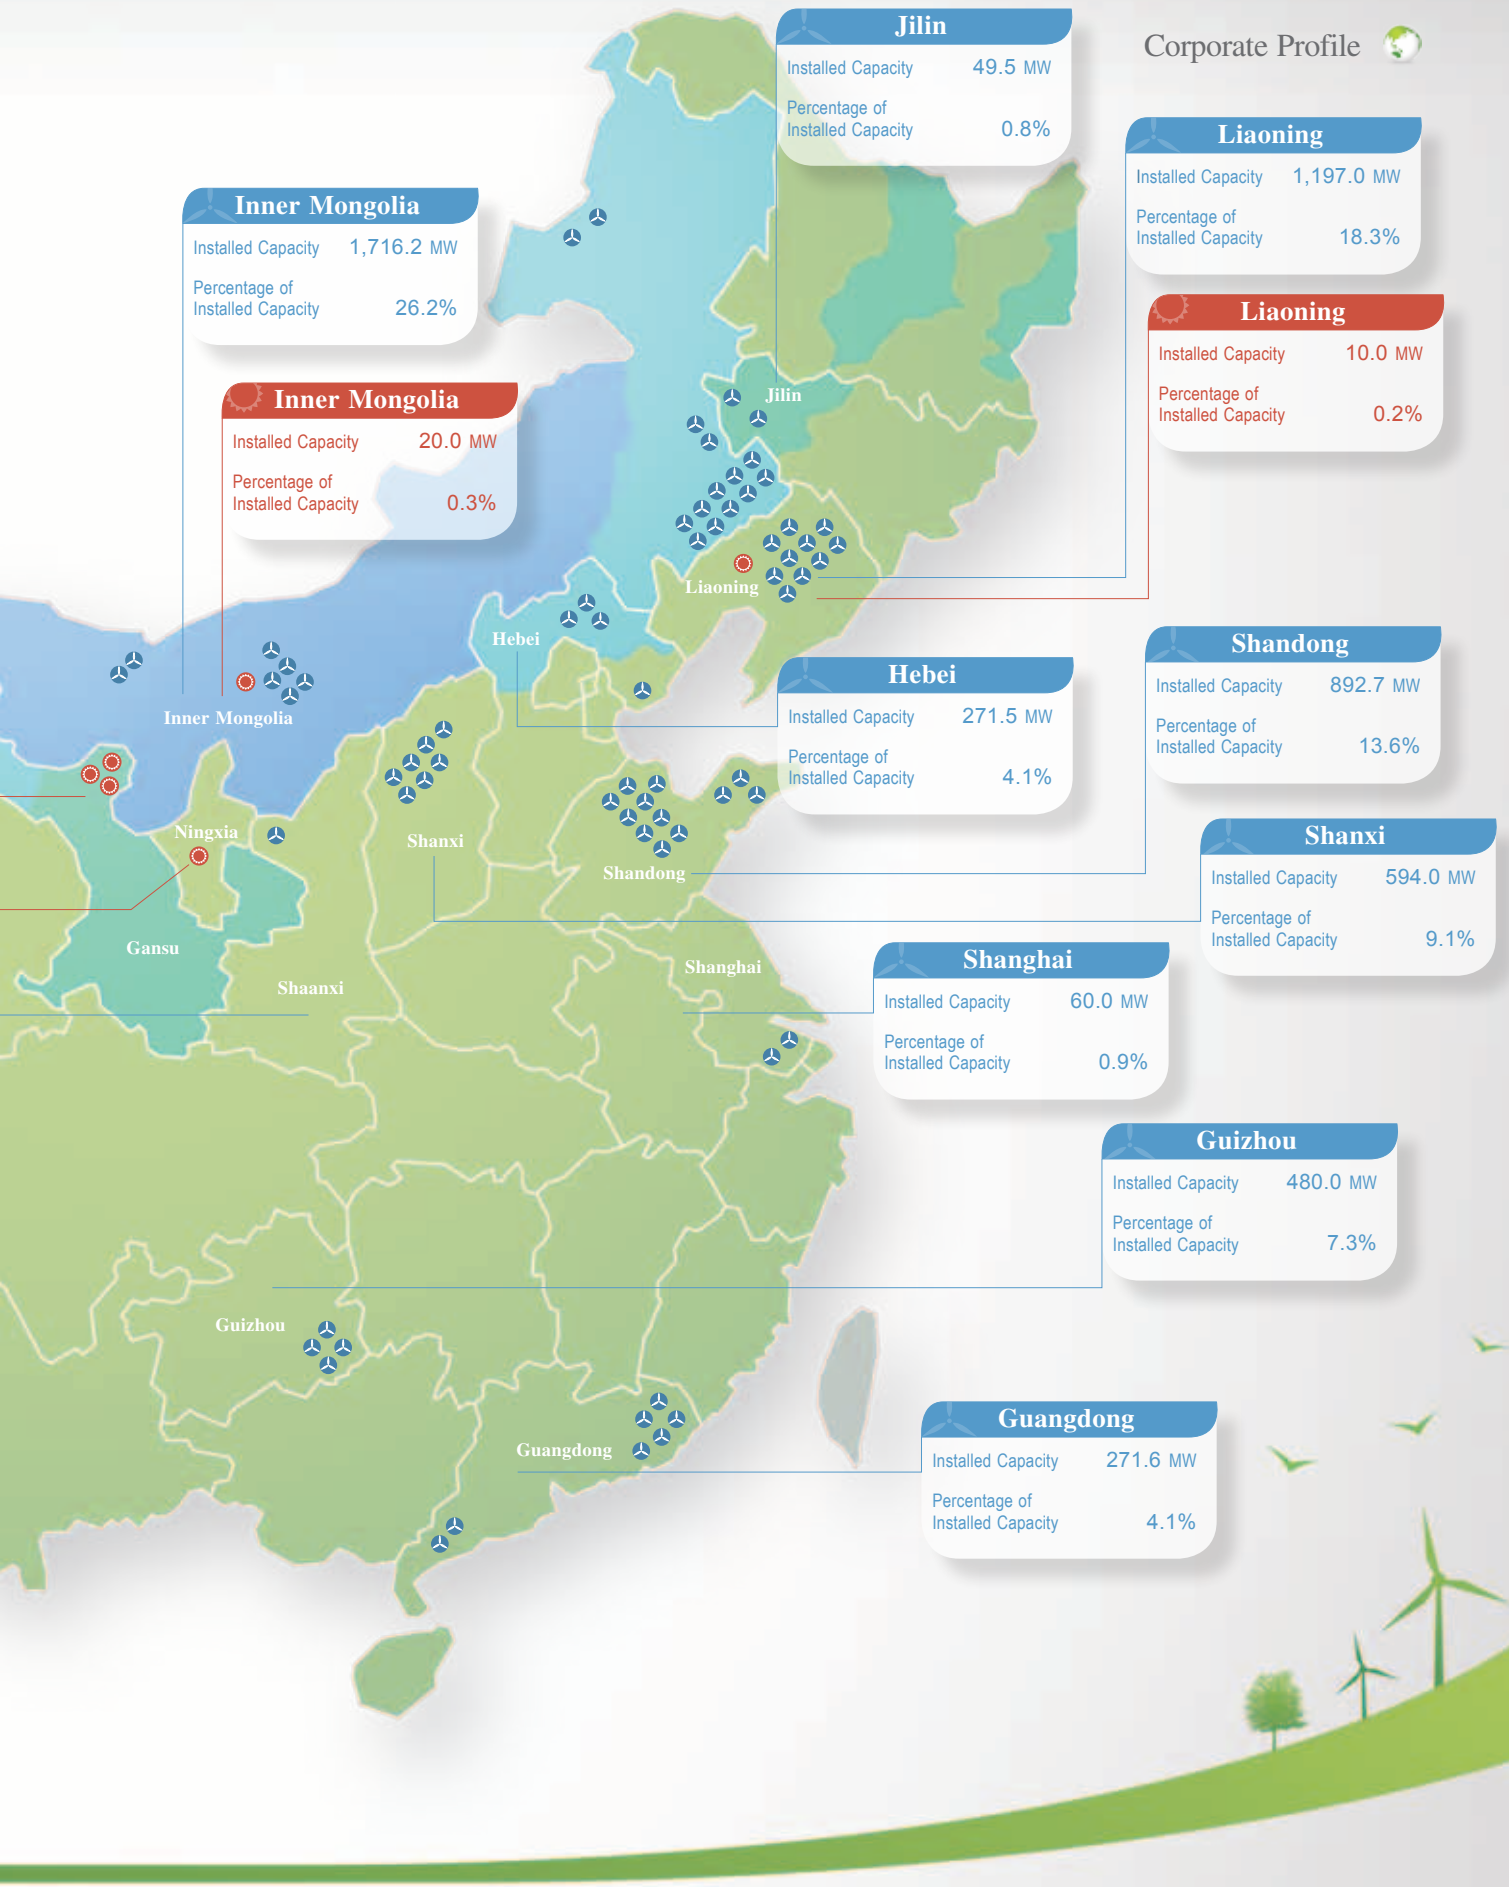 Corporate Profile
Jilin
Installed Capacity 49.5 MW
Percentage of
Installed Capacity 0.8%
Liaoning
Installed Capacity 1,197.0 MW
Percentage of
Installed Capacity 18.3%
Inner Mongolia
Installed Capacity 1,716.2 MW
Percentage of
Installed Capacity 26.2%
Liaoning
Installed Capacity 10.0 MW
Percentage of
Installed Capacity 0.2%
Inner Mongolia
Installed Capacity 20.0 MW
Percentage of
Installed Capacity 0.3%
Jilin
Liaoning
Hebei
Inner Mongolia
Shandong
Installed Capacity 892.7 MW
Percentage of
Installed Capacity 13.6%
Hebei
Installed Capacity 271.5 MW
Percentage of
Installed Capacity 4.1%
Ningxia
Shanxi
Shandong
Shanxi
Installed Capacity 594.0 MW
Percentage of
Installed Capacity 9.1%
Gansu
Shaanxi
Shanghai
Shanghai
Installed Capacity 60.0 MW
Percentage of
Installed Capacity 0.9%
Guizhou
Installed Capacity 480.0 MW
Percentage of
Installed Capacity 7.3%
Guizhou
Guangdong
Guangdong
Installed Capacity 271.6 MW
Percentage of
Installed Capacity 4.1%